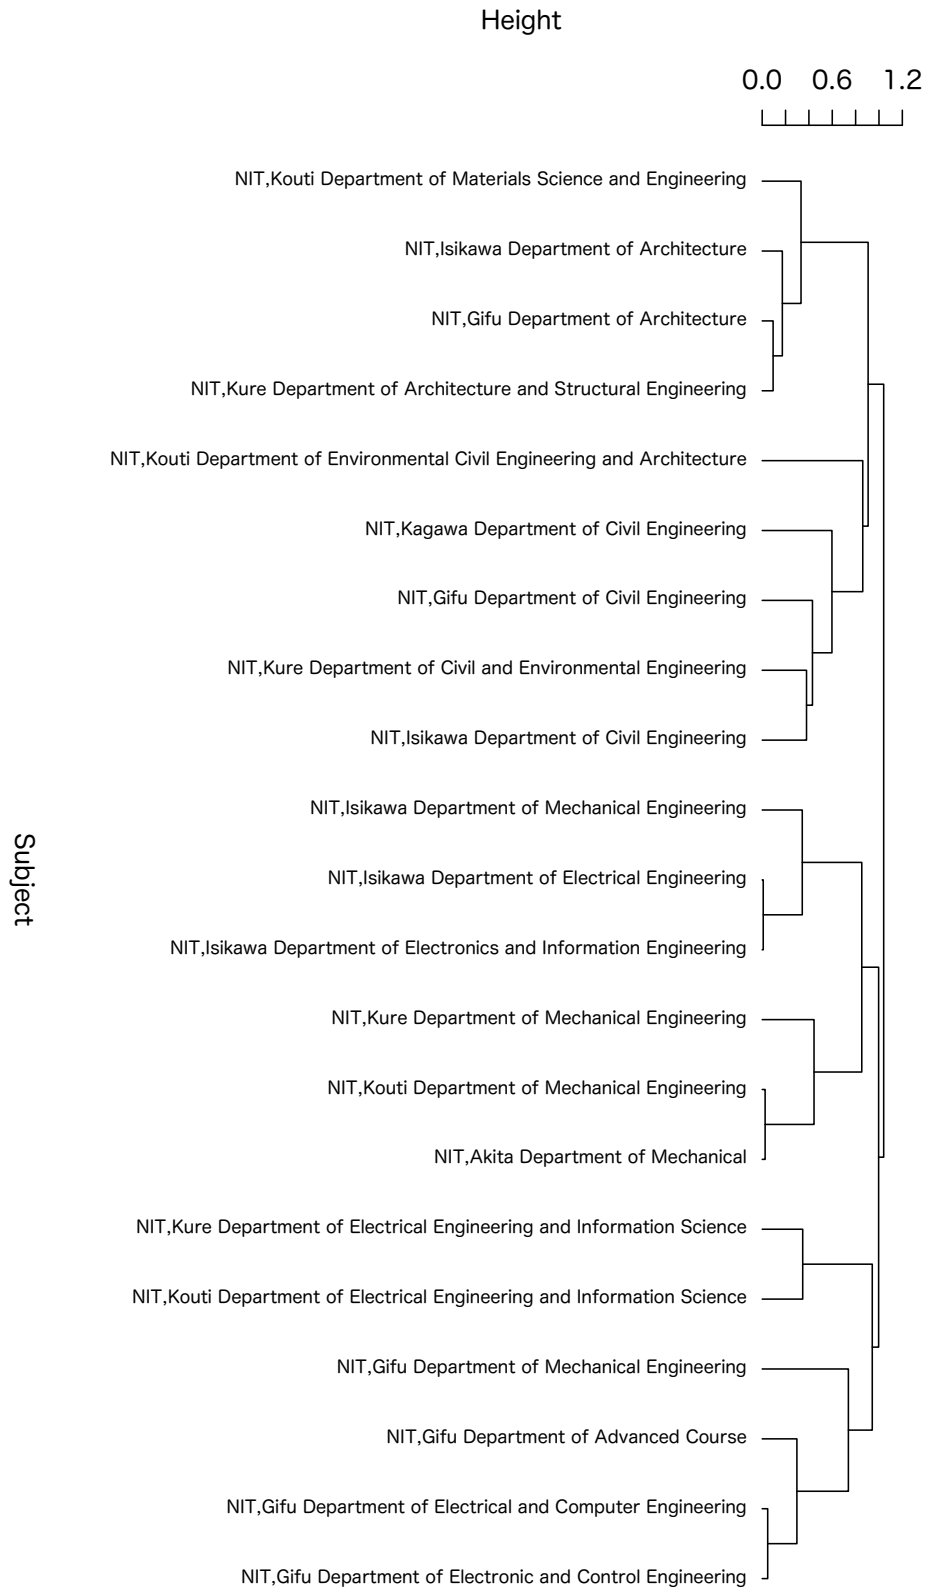 Height
0.0 0.6 1.2
NIT,Kouti Department of Materials Science and Engineering
NIT,Isikawa Department of Architecture
NIT,Gifu Department of Architecture
NIT,Kure Department of Architecture and Structural Engineering
NIT,Kouti Department of Environmental Civil Engineering and Architecture
NIT,Kagawa Department of Civil Engineering
NIT,Gifu Department of Civil Engineering
NIT,Kure Department of Civil and Environmental Engineering
NIT,Isikawa Department of Civil Engineering
NIT,Isikawa Department of Mechanical Engineering
Subject
NIT,Isikawa Department of Electrical Engineering
NIT,Isikawa Department of Electronics and Information Engineering
NIT,Kure Department of Mechanical Engineering
NIT,Kouti Department of Mechanical Engineering
NIT,Akita Department of Mechanical
NIT,Kure Department of Electrical Engineering and Information Science
NIT,Kouti Department of Electrical Engineering and Information Science
NIT,Gifu Department of Mechanical Engineering
NIT,Gifu Department of Advanced Course
NIT,Gifu Department of Electrical and Computer Engineering
NIT,Gifu Department of Electronic and Control Engineering